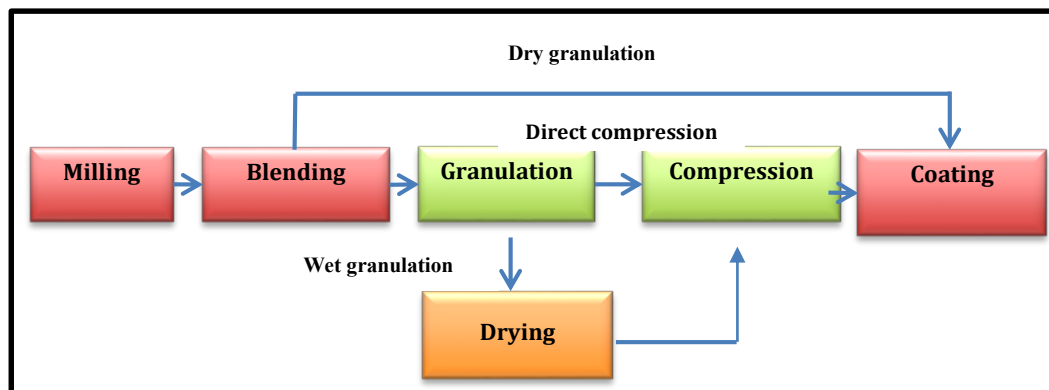 Dry granulation
Direct compression
Milling
Blending
Granulation
Compression
Coating
Wet granulation
Drying